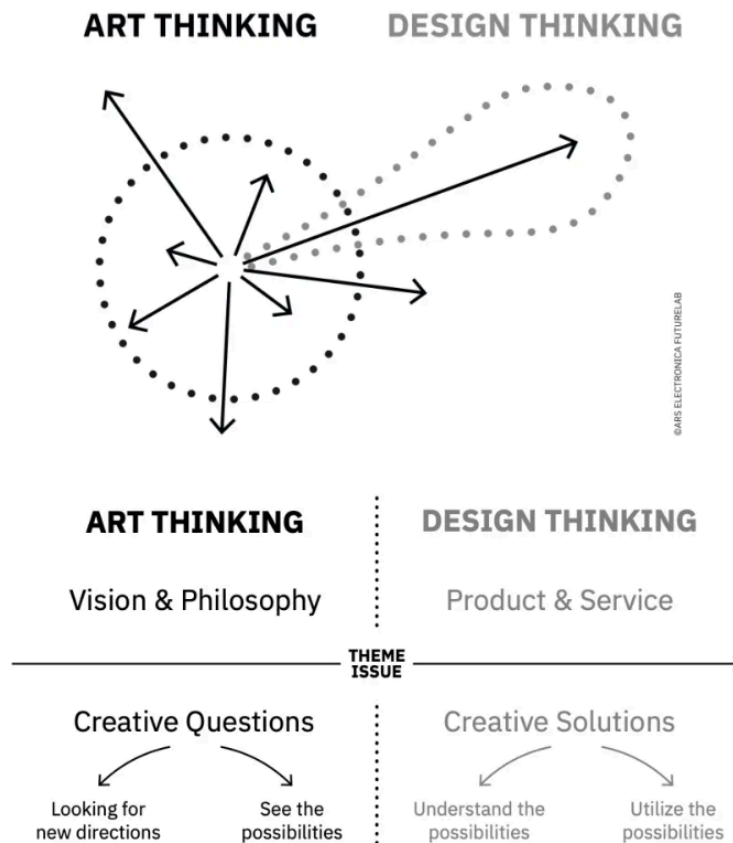 ART THINKING
DESIGN THINKING
©ARS ELECTRONICA FUTURELAB
ART THINKING
DESIGN THINKING
Vision & Philosophy
Product & Service
THEME
ISSUE
Creative Questions
Creative Solutions
Looking for
new directions
See the
possibilities
Understand the
possibilities
Utilize the
possibilities